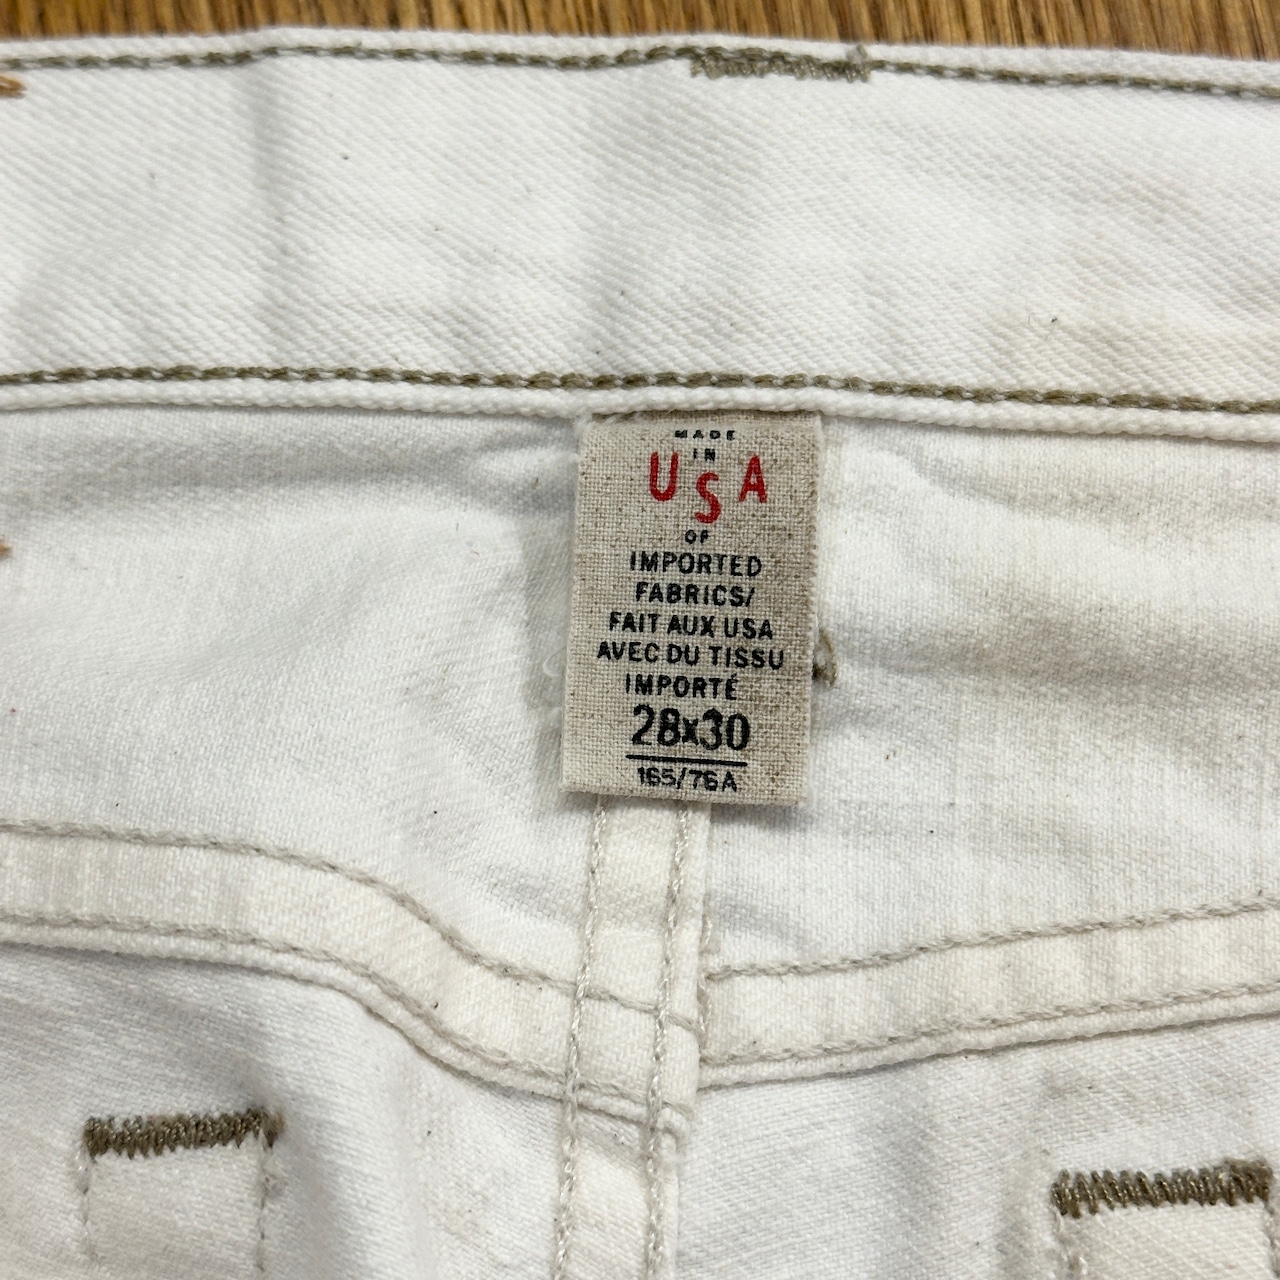 MADE
IN
USA
OF
IMPORTED
FABRICS/
FAIT AUX USA
AVEC DU TISSU
IMPORTÉ
28x30
165/76A